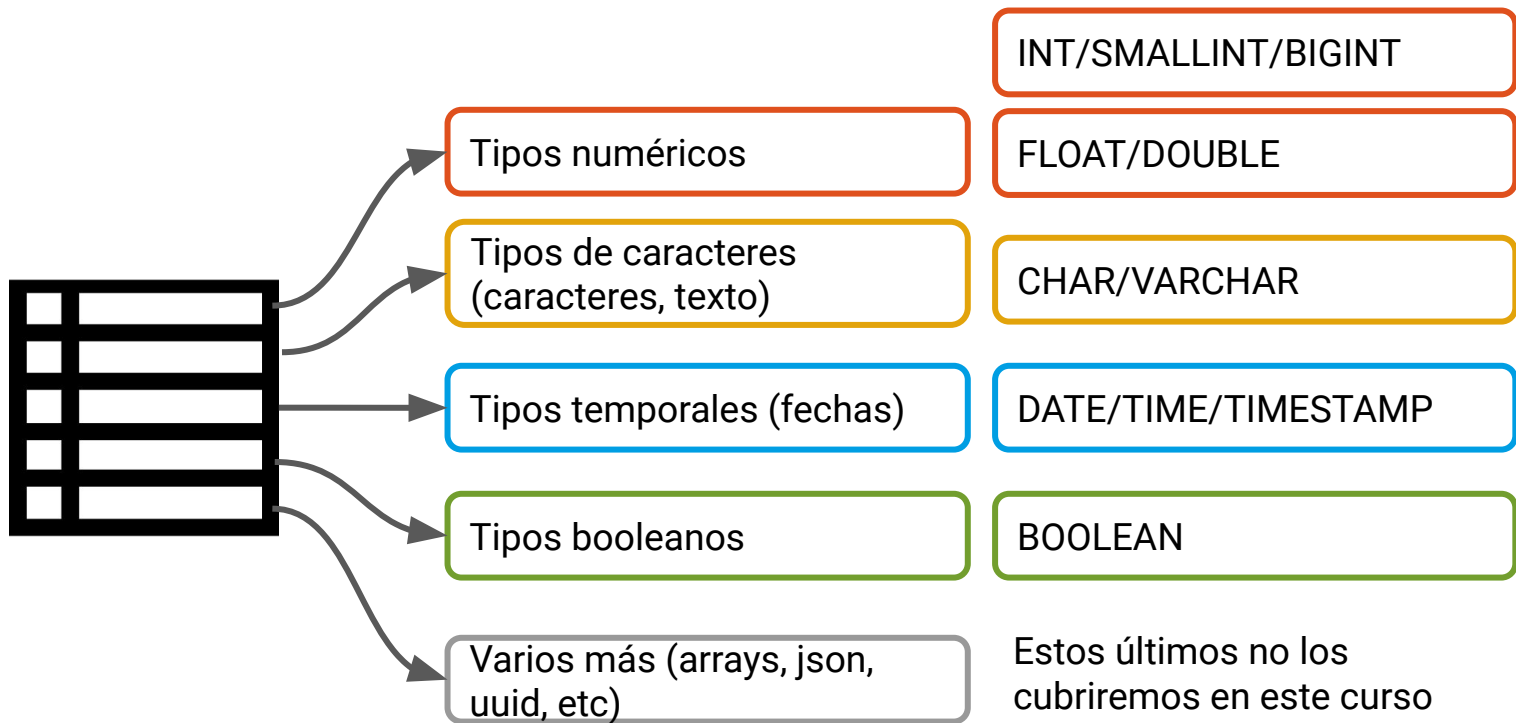 INT/SMALLINT/BIGINT
Tipos numéricos
FLOAT/DOUBLE
Tipos de caracteres
(caracteres, texto)
CHAR/VARCHAR
Tipos temporales (fechas)
DATE/TIME/TIMESTAMP
Tipos booleanos
BOOLEAN
Varios más (arrays, json,
uuid, etc)
Estos últimos no los
cubriremos en este curso